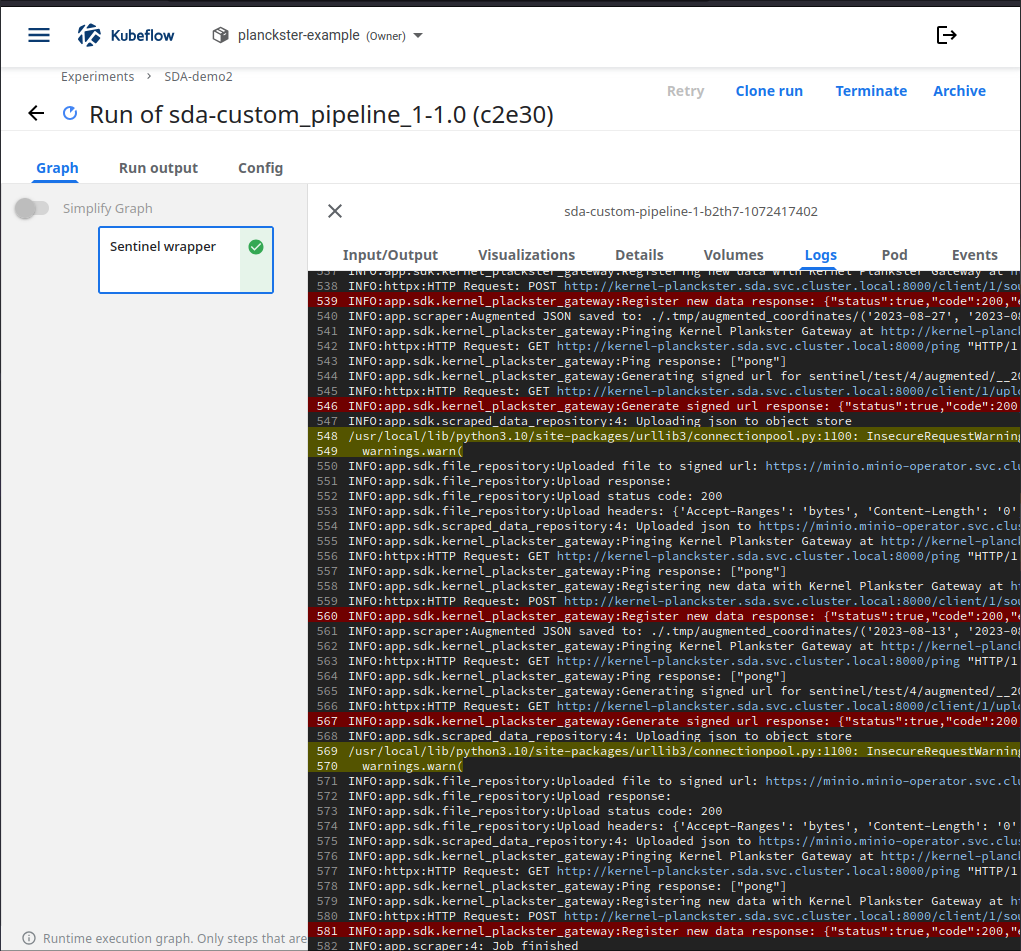 Kubeflow
planckster-example (Owner)
Experiments > SDA-demo2
Retry Clone run Terminate Archive
Run of sda-custom_pipeline_1-1.0 (c2e30)
Graph Run output Config
Simplify Graph
Sentinel wrapper
Runtime execution graph. Only steps that are
sda-custom-pipeline-1-b2th7-1072417402
Input/Output Visualizations Details Volumes Logs Pod Events
537 INFO:app.sdk.kernel_plackster_gateway:Registering new data with Kernel Plankster Gateway at h
538 INFO:httpx:HTTP Request: POST http://kernel-planckster.sda.svc.cluster.local:8000/client/1/sou
539 INFO:app.sdk.kernel_plackster_gateway:Register new data response: {"status":true,"code":200,"e
540 INFO:app.scraper:Augmented JSON saved to: ./.tmp/augmented_coordinates/('2023-08-27', '2023-08
541 INFO:app.sdk.kernel_plackster_gateway:Pinging Kernel Plankster Gateway at http://kernel-planck
542 INFO:httpx:HTTP Request: GET http://kernel-planckster.sda.svc.cluster.local:8000/ping "HTTP/1
543 INFO:app.sdk.kernel_plackster_gateway:Ping response: ["pong"]
544 INFO:app.sdk.kernel_plackster_gateway:Generating signed url for sentinel/test/4/augmented/__20
545 INFO:httpx:HTTP Request: GET http://kernel-planckster.sda.svc.cluster.local:8000/client/1/uplo
546 INFO:app.sdk.kernel_plackster_gateway:Generate signed url response: {"status":true,"code":200
547 INFO:app.sdk.scraped_data_repository:4: Uploading json to object store
548 /usr/local/lib/python3.10/site-packages/urllib3/connectionpool.py:1100: InsecureRequestWarning
549 warnings.warn(
550 INFO:app.sdk.file_repository:Uploaded file to signed url: https://minio.minio-operator.svc.clu
551 INFO:app.sdk.file_repository:Upload response:
552 INFO:app.sdk.file_repository:Upload status code: 200
553 INFO:app.sdk.file_repository:Upload headers: {'Accept-Ranges': 'bytes', 'Content-Length': '0'
554 INFO:app.sdk.scraped_data_repository:4: Uploaded json to https://minio.minio-operator.svc.clus
555 INFO:app.sdk.kernel_plackster_gateway:Pinging Kernel Plankster Gateway at http://kernel-planck
556 INFO:httpx:HTTP Request: GET http://kernel-planckster.sda.svc.cluster.local:8000/ping "HTTP/1
557 INFO:app.sdk.kernel_plackster_gateway:Ping response: ["pong"]
558 INFO:app.sdk.kernel_plackster_gateway:Registering new data with Kernel Plankster Gateway at ht
559 INFO:httpx:HTTP Request: POST http://kernel-planckster.sda.svc.cluster.local:8000/client/1/sou
560 INFO:app.sdk.kernel_plackster_gateway:Register new data response: {"status":true,"code":200,"e
561 INFO:app.scraper:Augmented JSON saved to: ./.tmp/augmented_coordinates/('2023-08-13', '2023-08
562 INFO:app.sdk.kernel_plackster_gateway:Pinging Kernel Plankster Gateway at http://kernel-planck
563 INFO:httpx:HTTP Request: GET http://kernel-planckster.sda.svc.cluster.local:8000/ping "HTTP/1
564 INFO:app.sdk.kernel_plackster_gateway:Ping response: ["pong"]
565 INFO:app.sdk.kernel_plackster_gateway:Generating signed url for sentinel/test/4/augmented/__20
566 INFO:httpx:HTTP Request: GET http://kernel-planckster.sda.svc.cluster.local:8000/client/1/uplo
567 INFO:app.sdk.kernel_plackster_gateway:Generate signed url response: {"status":true,"code":200
568 INFO:app.sdk.scraped_data_repository:4: Uploading json to object store
569 /usr/local/lib/python3.10/site-packages/urllib3/connectionpool.py:1100: InsecureRequestWarning
570 warnings.warn(
571 INFO:app.sdk.file_repository:Uploaded file to signed url: https://minio.minio-operator.svc.clu
572 INFO:app.sdk.file_repository:Upload response:
573 INFO:app.sdk.file_repository:Upload status code: 200
574 INFO:app.sdk.file_repository:Upload headers: {'Accept-Ranges': 'bytes', 'Content-Length': '0'
575 INFO:app.sdk.scraped_data_repository:4: Uploaded json to https://minio.minio-operator.svc.clus
576 INFO:app.sdk.kernel_plackster_gateway:Pinging Kernel Plankster Gateway at http://kernel-planck
577 INFO:httpx:HTTP Request: GET http://kernel-planckster.sda.svc.cluster.local:8000/ping "HTTP/1
578 INFO:app.sdk.kernel_plackster_gateway:Ping response: ["pong"]
579 INFO:app.sdk.kernel_plackster_gateway:Registering new data with Kernel Plankster Gateway at ht
580 INFO:httpx:HTTP Request: POST http://kernel-planckster.sda.svc.cluster.local:8000/client/1/sou
581 INFO:app.sdk.kernel_plackster_gateway:Register new data response: {"status":true,"code":200,"e
582 INFO:app.scraper:4: Job finished